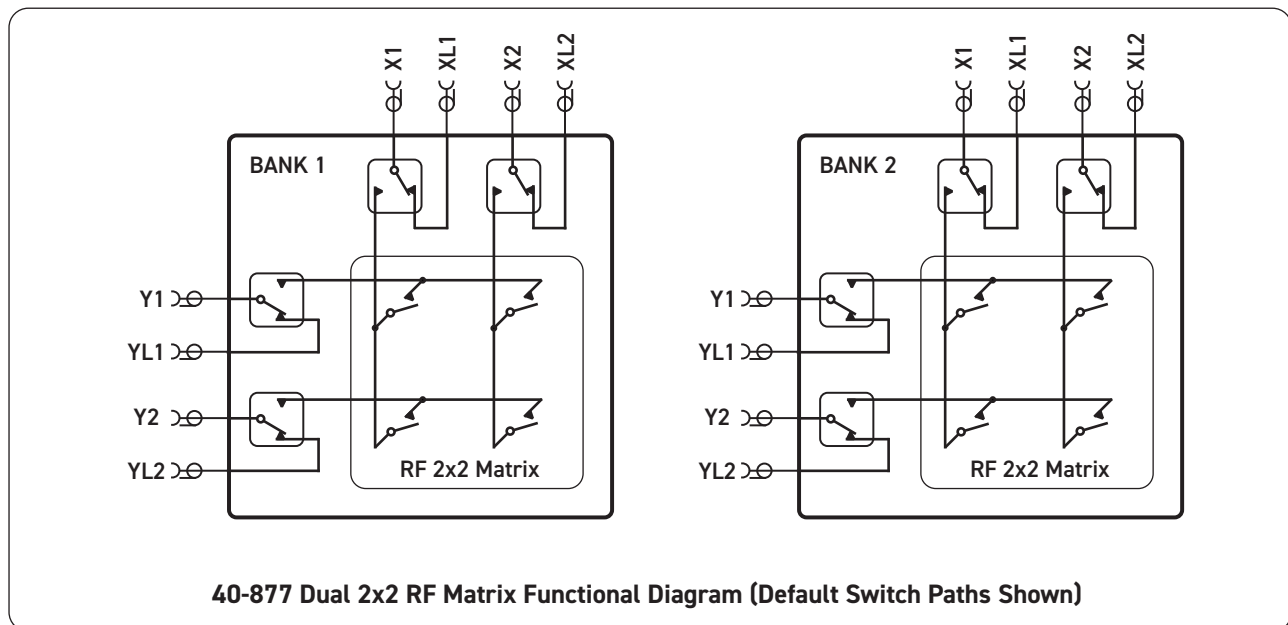 X1
XL1
X2
XL2
BANK 1
Y1
YL1
Y2
YL2
RF 2x2 Matrix
X1
XL1
X2
XL2
BANK 2
Y1
YL1
Y2
YL2
RF 2x2 Matrix
40-877 Dual 2x2 RF Matrix Functional Diagram (Default Switch Paths Shown)